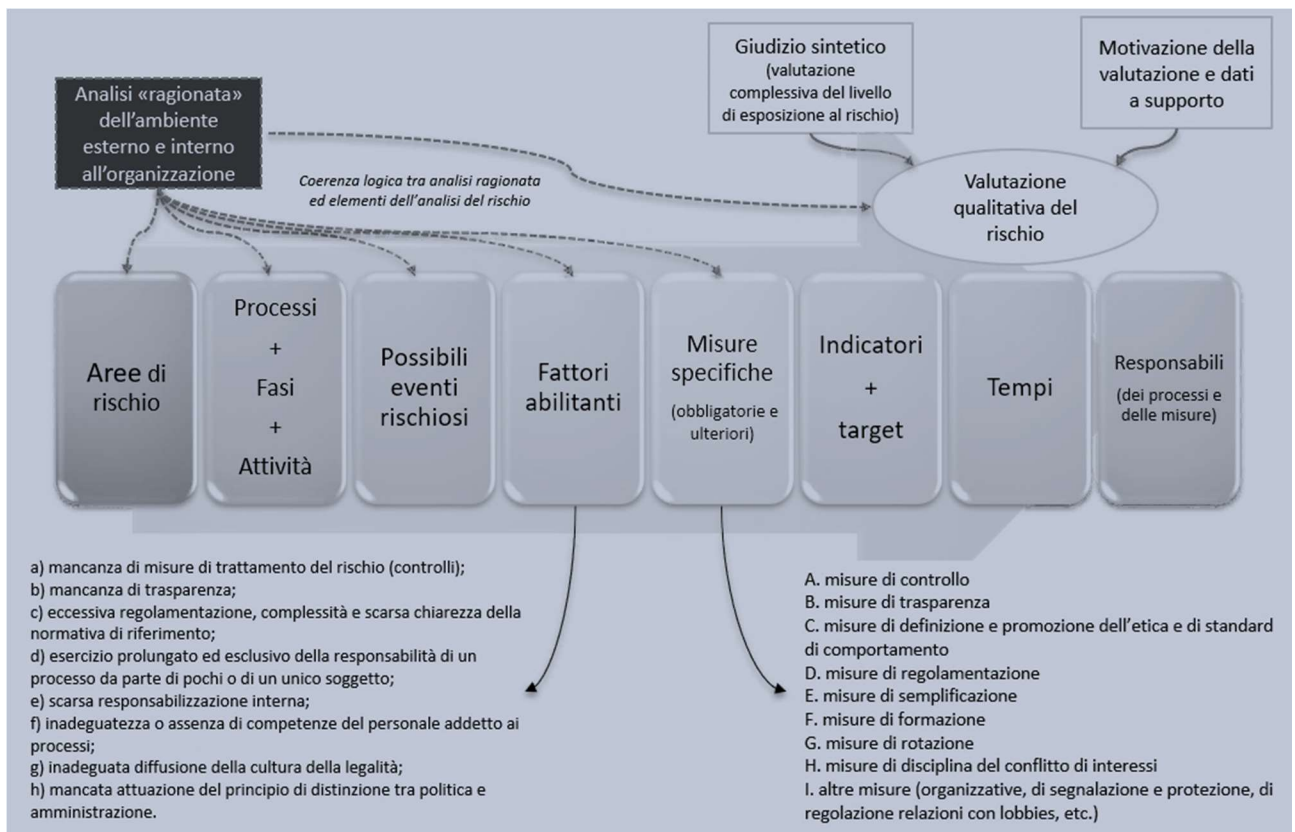 Giudizio sintetico
(valutazione
complessiva del livello
di esposizione al rischio)
Motivazione della
valutazione e dati
a supporto
Analisi «ragionata»
dell'ambiente
esterno e interno
all'organizzazione
Coerenza logica tra analisi ragionata
ed elementi dell'analisi del rischio
Valutazione
qualitativa del
rischio
Aree di
rischio
Processi
+
Fasi
+
Attività
Possibili
eventi
rischiosi
Fattori
abilitanti
Misure
specifiche
(obbligatorie e
ulteriori)
Indicatori
+
target
Tempi
Responsabili
(dei processi e
delle misure)
a) mancanza di misure di trattamento del rischio (controlli);
b) mancanza di trasparenza;
c) eccessiva regolamentazione, complessità e scarsa chiarezza della
normativa di riferimento;
d) esercizio prolungato ed esclusivo della responsabilità di un
processo da parte di pochi o di un unico soggetto;
e) scarsa responsabilizzazione interna;
f) inadeguatezza o assenza di competenze del personale addetto ai
processi;
g) inadeguata diffusione della cultura della legalità;
h) mancata attuazione del principio di distinzione tra politica e
amministrazione.
A. misure di controllo
B. misure di trasparenza
C. misure di definizione e promozione dell'etica e di standard
di comportamento
D. misure di regolamentazione
E. misure di semplificazione
F. misure di formazione
G. misure di rotazione
H. misure di disciplina del conflitto di interessi
I. altre misure (organizzative, di segnalazione e protezione, di
regolazione relazioni con lobbies, etc.)